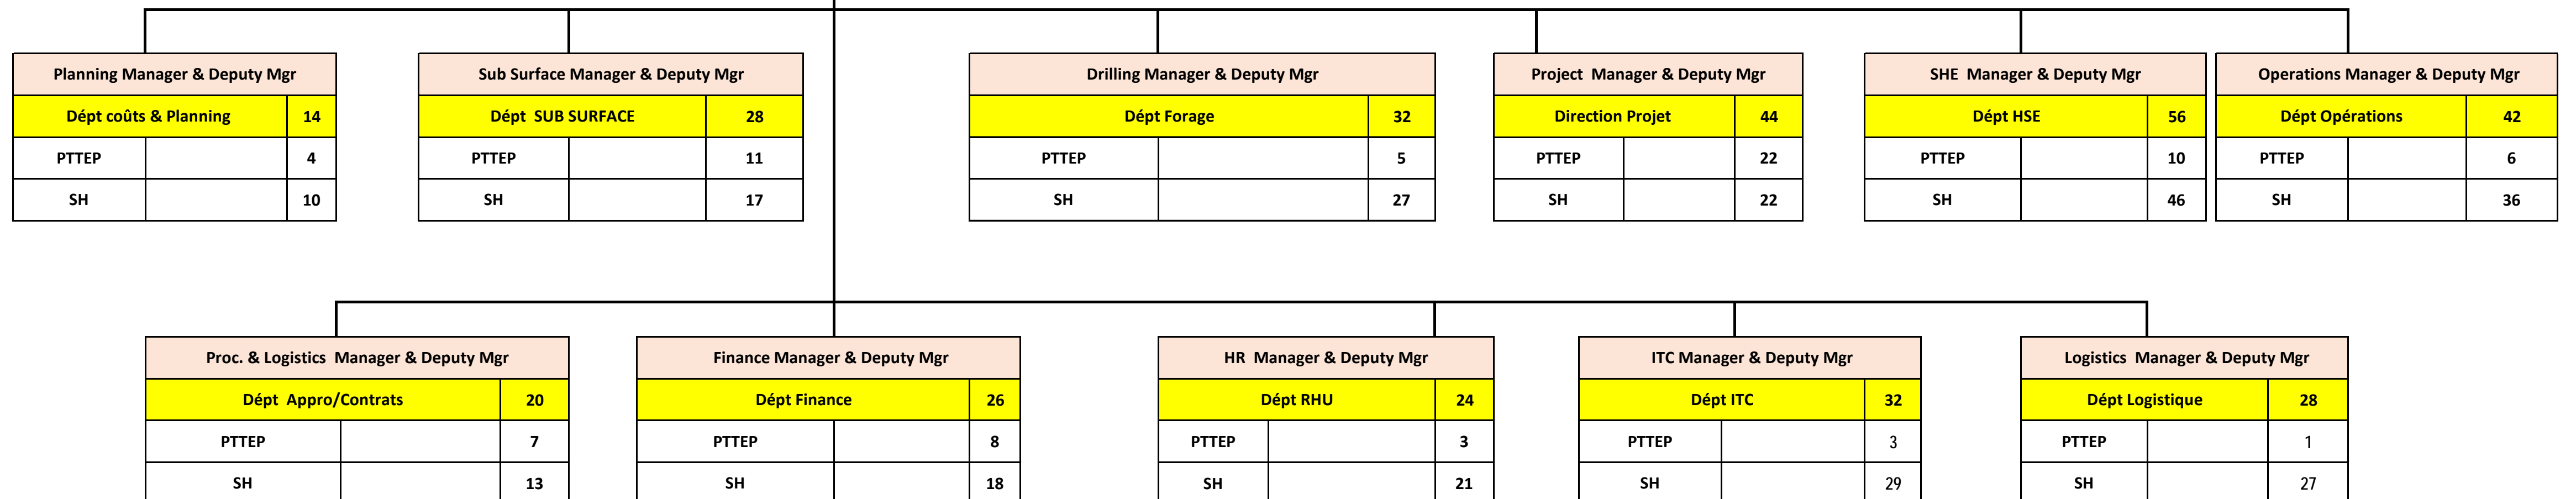 Planning Manager & Deputy Mgr Sub Surface Manager & Deputy Mgr Drilling Manager & Deputy Mgr Project Manager & Deputy Mgr SHE Manager & Deputy Mgr Operations Manager & Deputy Mgr
Dépt coûts & Planning 14 Dépt SUB SURFACE 28 Dépt Forage 32 Direction Projet 44 Dépt HSE 56 Dépt Opérations 42
PTTEP 4 PTTEP 11 PTTEP 5 PTTEP 22 PTTEP 10 PTTEP 6
SH 10 SH 17 SH 27 SH 22 SH 46 SH 36
Proc. & Logistics Manager & Deputy Mgr Finance Manager & Deputy Mgr HR Manager & Deputy Mgr ITC Manager & Deputy Mgr Logistics Manager & Deputy Mgr
Dépt Appro/Contrats 20 Dépt Finance 26 Dépt RHU 24 Dépt ITC 32 Dépt Logistique 28
PTTEP 7 PTTEP 8 PTTEP 3 PTTEP 3 PTTEP 1
SH 13 SH 18 SH 21 SH 29 SH 27